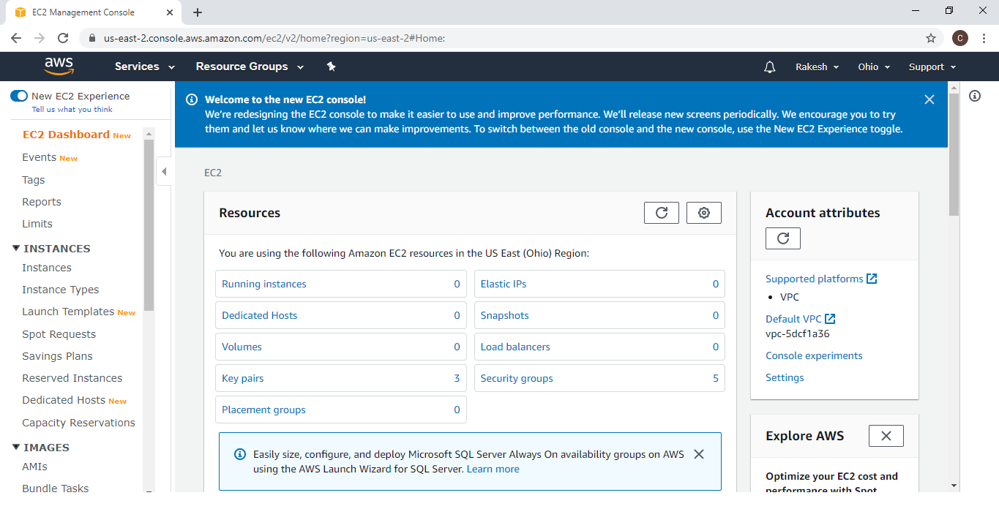 EC2 Management Console
us-east-2.console.aws.amazon.com/ec2/v2/home?region=us-east-2#Home:
C
aws
Services
Resource Groups
Rakesh
Ohio
Support
New EC2 Experience
Tell us what you think
EC2 Dashboard New
Events New
Tags
Reports
Limits
INSTANCES
Instances
Instance Types
Launch Templates New
Spot Requests
Savings Plans
Reserved Instances
Dedicated Hosts New
Capacity Reservations
IMAGES
AMIs
Bundle Tasks
Welcome to the new EC2 console!
We're redesigning the EC2 console to make it easier to use and improve performance. We'll release new screens periodically. We encourage you to try
them and let us know where we can make improvements. To switch between the old console and the new console, use the New EC2 Experience toggle.
EC2
Resources
You are using the following Amazon EC2 resources in the US East (Ohio) Region:
Running instances 0
Elastic IPs 0
Dedicated Hosts 0
Snapshots 0
Volumes 0
Load balancers 0
Key pairs 3
Security groups 5
Placement groups 0
Easily size, configure, and deploy Microsoft SQL Server Always On availability groups on AWS
using the AWS Launch Wizard for SQL Server. Learn more
Account attributes
Supported platforms
• VPC
Default VPC
vpc-5dcf1a36
Console experiments
Settings
Explore AWS
Optimize your EC2 cost and
performance with Spot